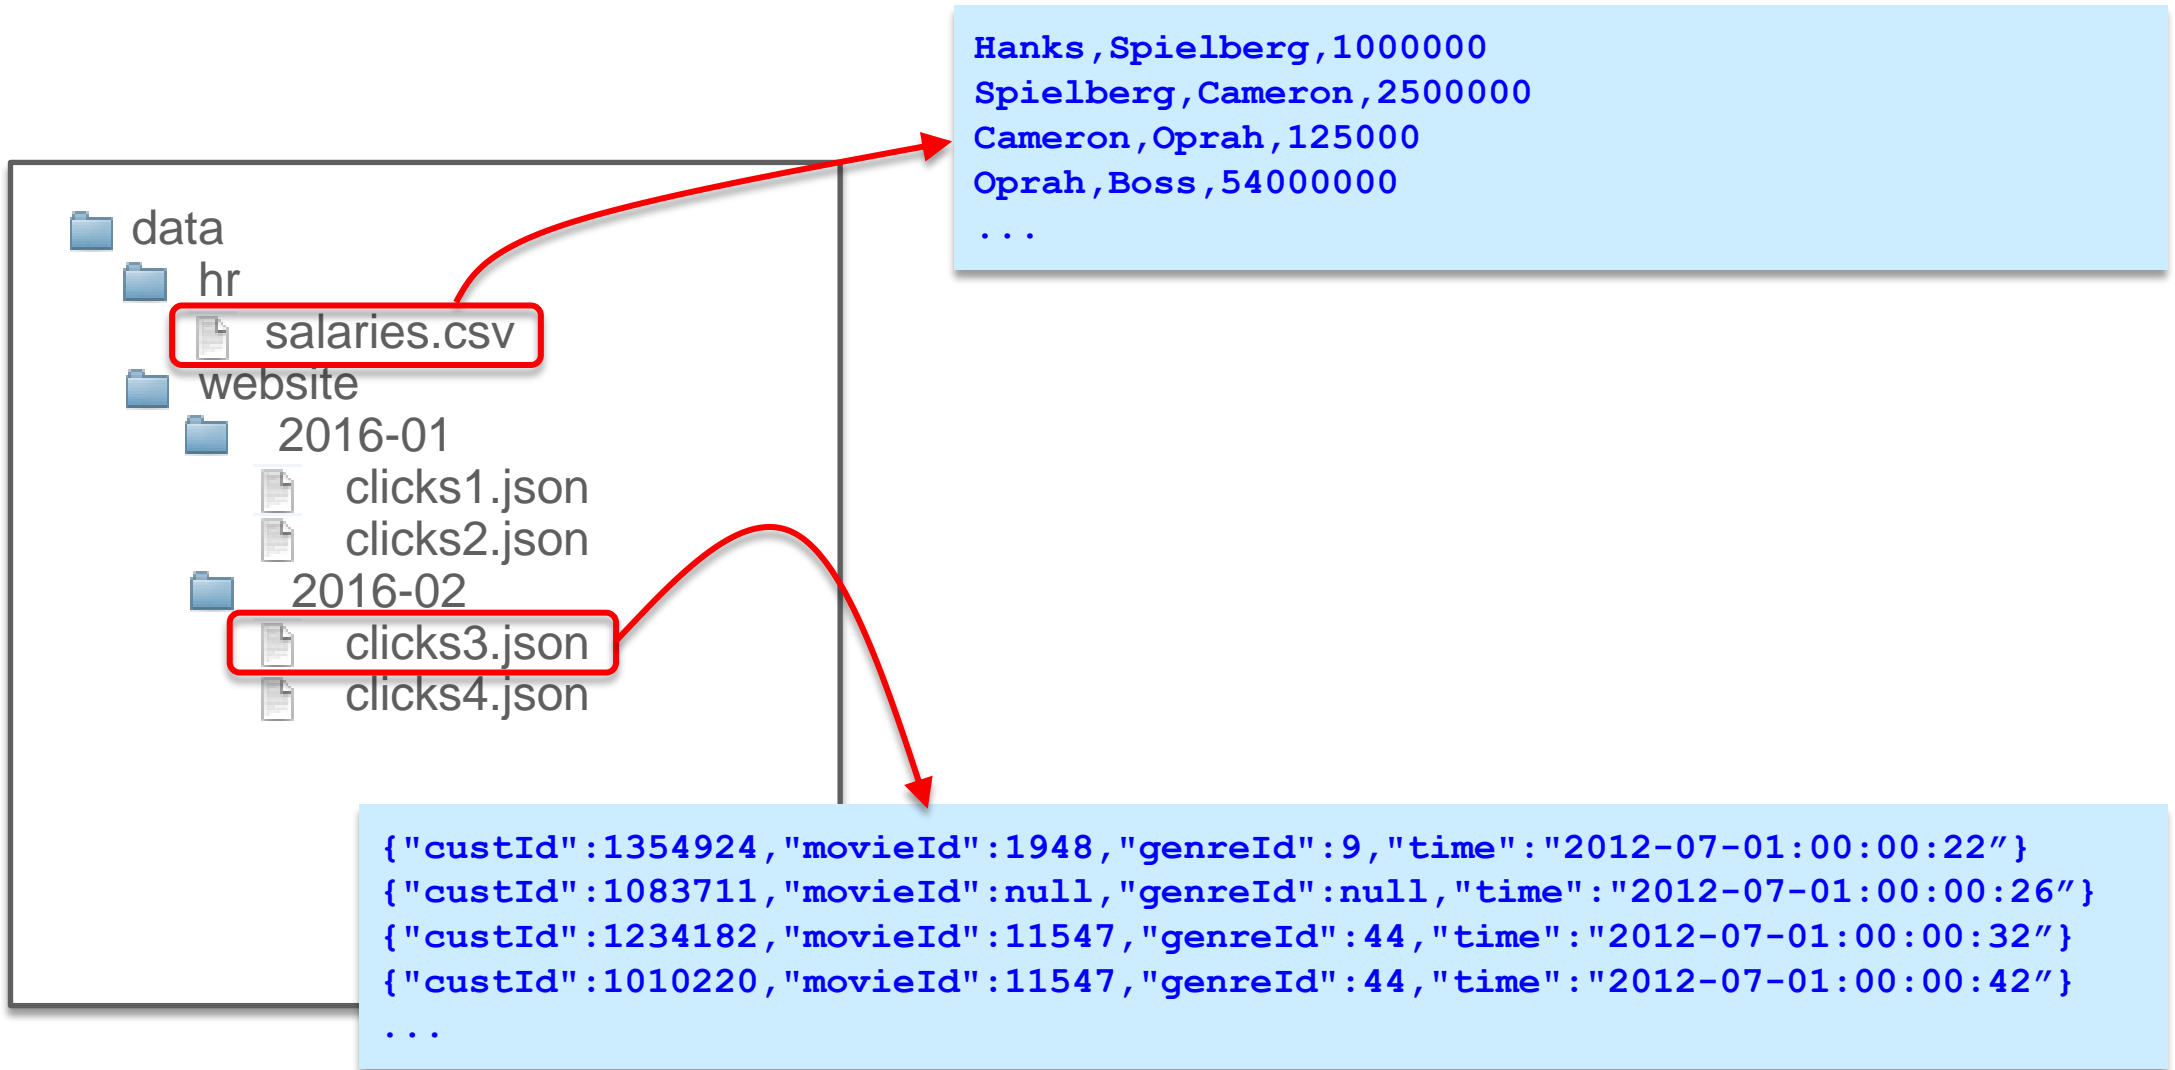 Hanks,Spielberg,1000000
Spielberg,Cameron,2500000
Cameron,Oprah,125000
Oprah,Boss,54000000
...
data
hr
salaries.csv
website
2016-01
clicks1.json
clicks2.json
2016-02
clicks3.json
clicks4.json
{"custId":1354924,"movieId":1948,"genreId":9,"time":"2012-07-01:00:00:22”}
{"custId":1083711,"movieId":null,"genreId":null,"time":"2012-07-01:00:00:26”}
{"custId":1234182,"movieId":11547,"genreId":44,"time":"2012-07-01:00:00:32”}
{"custId":1010220,"movieId":11547,"genreId":44,"time":"2012-07-01:00:00:42”}
...